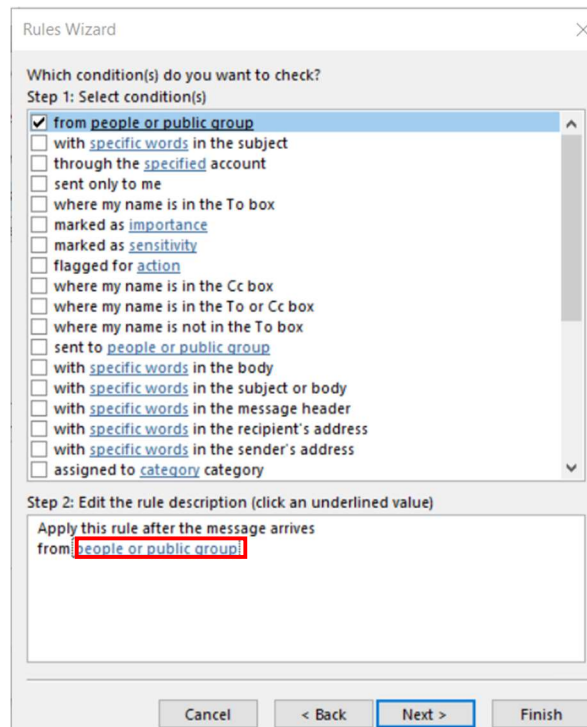 Rules Wizard
Which condition(s) do you want to check?
Step 1: Select condition(s)
from people or public group
with specific words in the subject
through the specified account
sent only to me
where my name is in the To box
marked as importance
marked as sensitivity
flagged for action
where my name is in the Cc box
where my name is in the To or Cc box
where my name is not in the To box
sent to people or public group
with specific words in the body
with specific words in the subject or body
with specific words in the message header
with specific words in the recipient's address
with specific words in the sender's address
assigned to category category
Step 2: Edit the rule description (click an underlined value)
Apply this rule after the message arrives
from people or public group
Cancel < Back Next > Finish